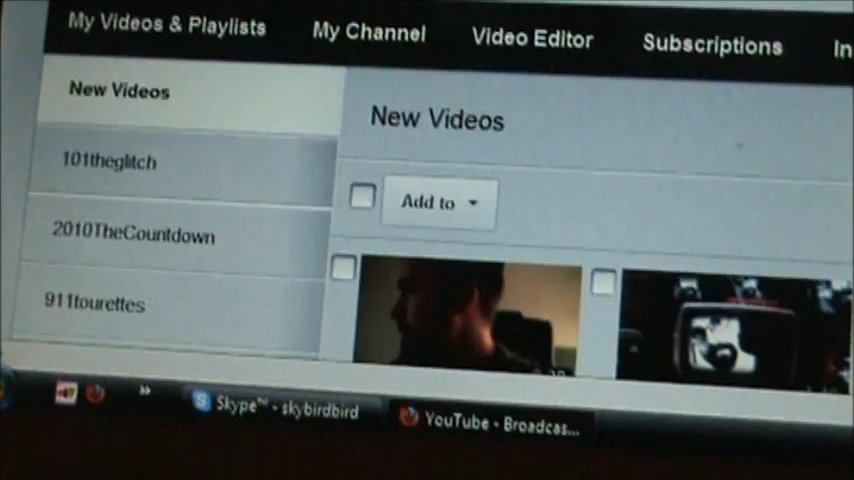 My Videos & Playlists My Channel Video Editor Subscriptions In
New Videos
New Videos
101theglitch
Add to
2010TheCountdown
911tourettes
Skype™ - skybirdbird
YouTube - Broadcas...